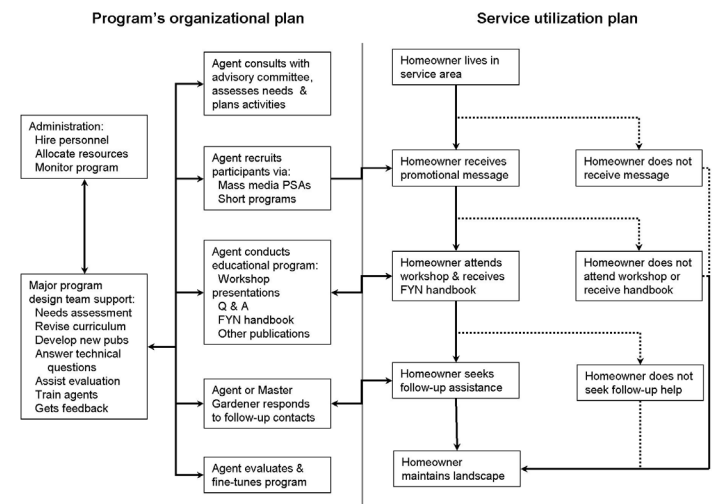 Program's organizational plan
Service utilization plan
Agent consults with
advisory committee,
assesses needs &
plans activities
Homeowner lives in
service area
Administration:
Hire personnel
Allocate resources
Monitor program
Agent recruits
participants via:
Mass media PSAs
Short programs
Homeowner receives
promotional message
Homeowner does not
receive message
Agent conducts
educational program:
Workshop
presentations
Q & A
FYN handbook
Other publications
Homeowner attends
workshop & receives
FYN handbook
Homeowner does not
attend workshop or
receive handbook
Major program
design team support:
Needs assessment
Revise curriculum
Develop new pubs
Answer technical
questions
Assist evaluation
Train agents
Gets feedback
Agent or Master
Gardener responds
to follow-up contacts
Homeowner seeks
follow-up assistance
Homeowner does not
seek follow-up help
Agent evaluates &
fine-tunes program
Homeowner
maintains landscape